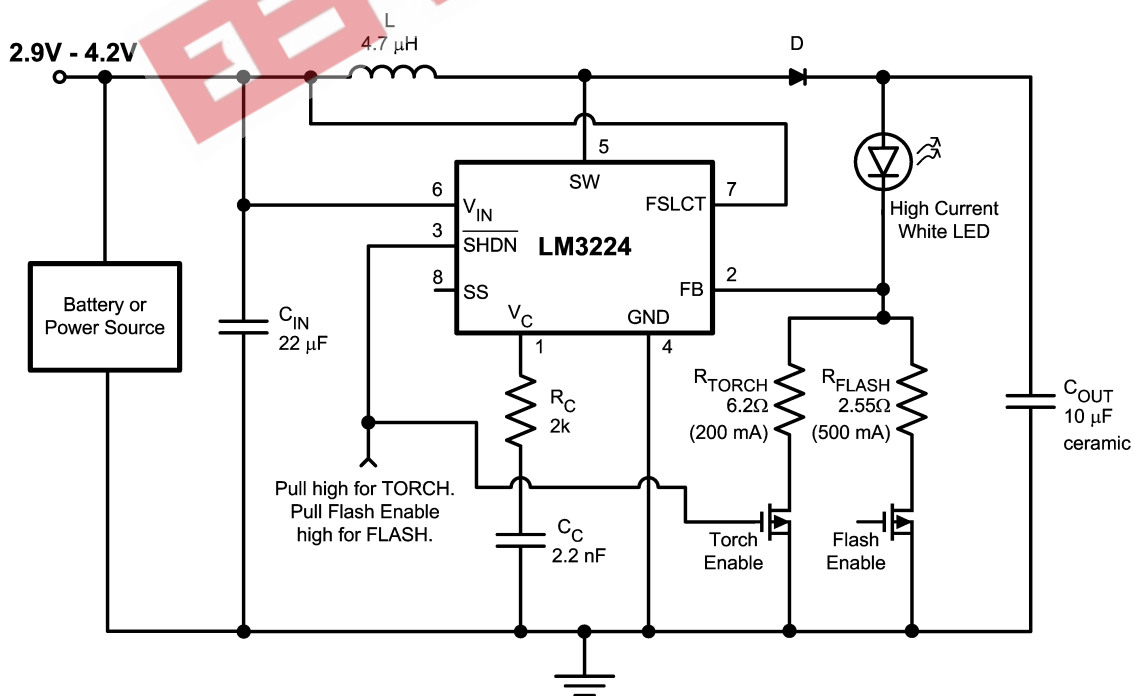 L
4.7 μH
2.9V - 4.2V
D
5
SW
6
VIN
7
FSLCT
3
SHDN
LM3224
8
SS
2
FB
VC
GND
1
4
High Current
White LED
Battery or
Power Source
CIN
22 μF
RC
2k
RTORCH
6.2Ω
(200 mA)
RFLASH
2.55Ω
(500 mA)
COUT
10 μF
ceramic
Pull high for TORCH.
Pull Flash Enable
high for FLASH.
CC
2.2 nF
Torch
Enable
Flash
Enable